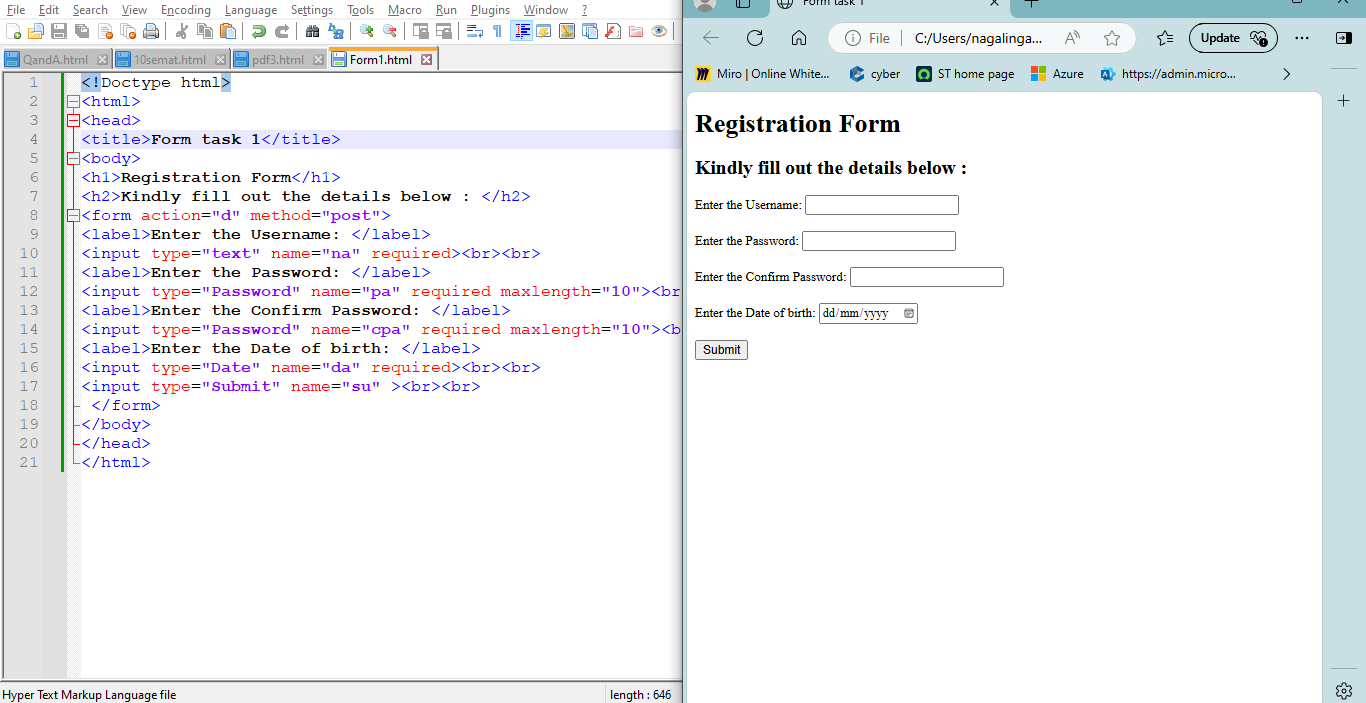 File Edit Search View Encoding Language Settings Tools Macro Run Plugins Window ?
QandA.html 10semat.html pdf3.html Form1.html
1 <!Doctype html>
2 <html>
3 <head>
4 <title>Form task 1</title>
5 <body>
6 <h1>Registration Form</h1>
7 <h2>Kindly fill out the details below : </h2>
8 <form action="d" method="post">
9 <label>Enter the Username: </label>
10 <input type="text" name="na" required><br><br>
11 <label>Enter the Password: </label>
12 <input type="Password" name="pa" required maxlength="10"><br
13 <label>Enter the Confirm Password: </label>
14 <input type="Password" name="cpa" required maxlength="10"><b
15 <label>Enter the Date of birth: </label>
16 <input type="Date" name="da" required><br><br>
17 <input type="Submit" name="su" ><br><br>
18 </form>
19 </body>
20 </head>
21 </html>
Hyper Text Markup Language file length : 646
Form task 1
File C:/Users/nagalinga... Update
Miro | Online White... cyber ST home page Azure https://admin.micro...
Registration Form
Kindly fill out the details below :
Enter the Username:
Enter the Password:
Enter the Confirm Password:
Enter the Date of birth: dd/mm/yyyy
Submit